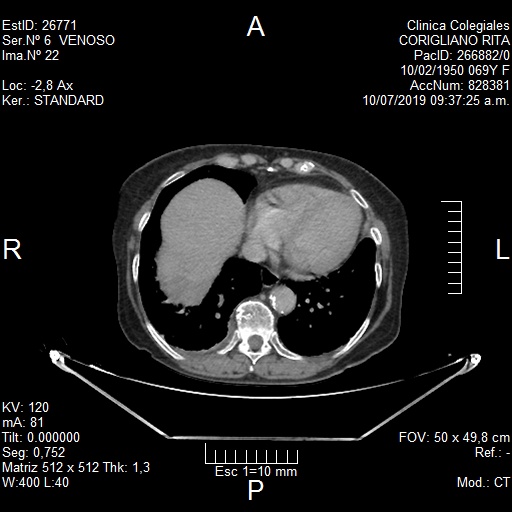 EstID: 26771
Ser.Nº 6 VENOSO
Ima.Nº 22
Loc: -2,8 Ax
Ker.: STANDARD
A
Clinica Colegiales
CORIGLIANO RITA
PacID: 266882/0
10/02/1950 069Y F
AccNum: 828381
10/07/2019 09:37:25 a.m.
R
L
KV: 120
mA: 81
Tilt: 0.000000
Seg: 0,752
Matriz 512 x 512 Thk: 1,3
W:400 L:40
Esc 1=10 mm
P
FOV: 50 x 49,8 cm
Ref.: -
Mod.: CT